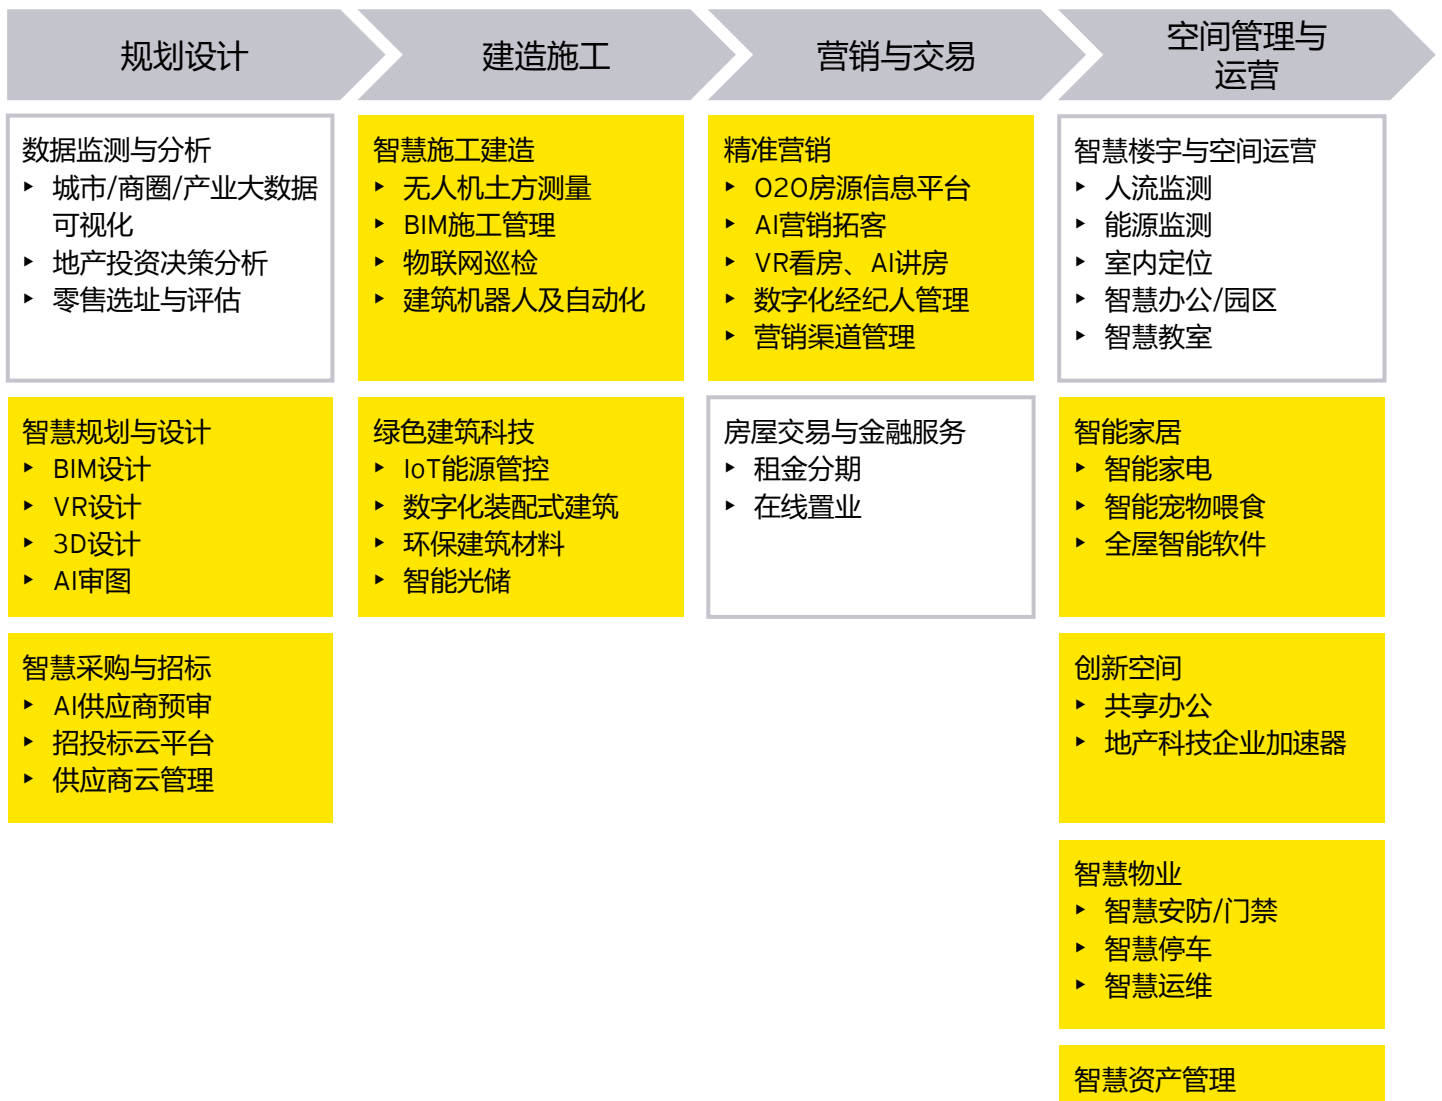 规划设计
建造施工
营销与交易
空间管理与
运营
数据监测与分析
▸ 城市/商圈/产业大数据
可视化
▸ 地产投资决策分析
▸ 零售选址与评估
智慧规划与设计
▸ BIM设计
▸ VR设计
▸ 3D设计
▸ AI审图
智慧采购与招标
▸ AI供应商预审
▸ 招投标云平台
▸ 供应商云管理
智慧施工建造
▸ 无人机土方测量
▸ BIM施工管理
▸ 物联网巡检
▸ 建筑机器人及自动化
绿色建筑科技
▸ IoT能源管控
▸ 数字化装配式建筑
▸ 环保建筑材料
▸ 智能光储
精准营销
▸ O2O房源信息平台
▸ AI营销拓客
▸ VR看房、AI讲房
▸ 数字化经纪人管理
▸ 营销渠道管理
房屋交易与金融服务
▸ 租金分期
▸ 在线置业
智慧楼宇与空间运营
▸ 人流监测
▸ 能源监测
▸ 室内定位
▸ 智慧办公/园区
▸ 智慧教室
智能家居
▸ 智能家电
▸ 智能宠物喂食
▸ 全屋智能软件
创新空间
▸ 共享办公
▸ 地产科技企业加速器
智慧物业
▸ 智慧安防/门禁
▸ 智慧停车
▸ 智慧运维
智慧资产管理